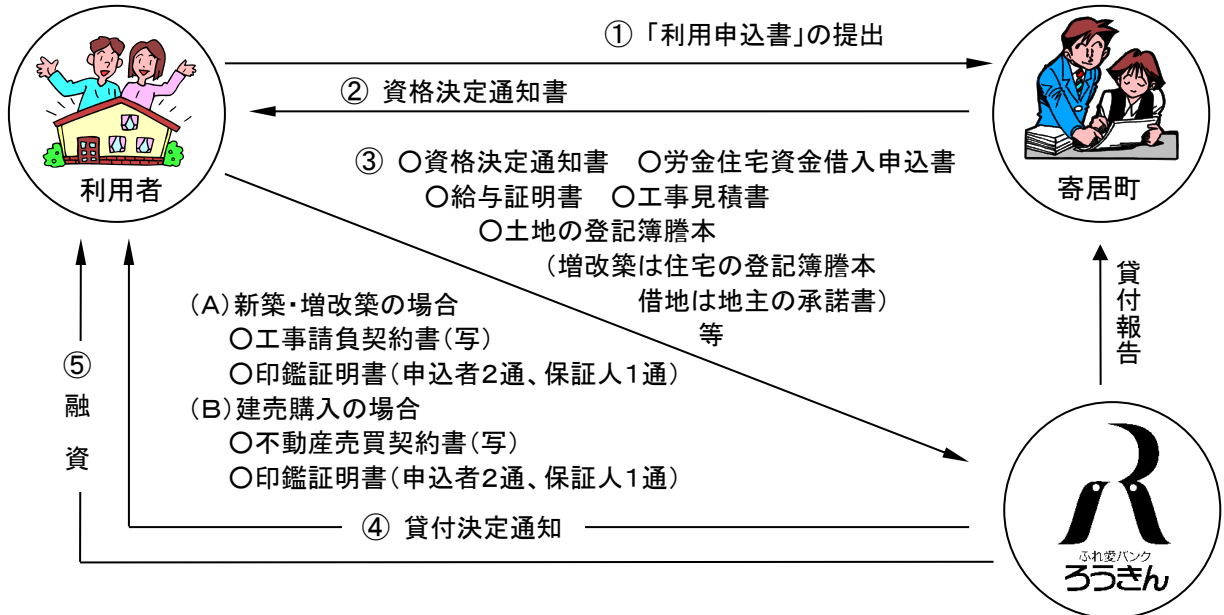 ① 「利用申込書」の提出
② 資格決定通知書
利用者
寄居町
③ ○資格決定通知書 ○労金住宅資金借入申込書
○給与証明書 ○工事見積書
○土地の登記簿謄本
(増改築は住宅の登記簿謄本
借地は地主の承諾書)
等
(A)新築・増改築の場合
○工事請負契約書(写)
○印鑑証明書(申込者2通、保証人1通)
(B)建売購入の場合
○不動産売買契約書(写)
○印鑑証明書(申込者2通、保証人1通)
⑤融資
貸付報告
④ 貸付決定通知
ふれ愛バンク
ろうきん